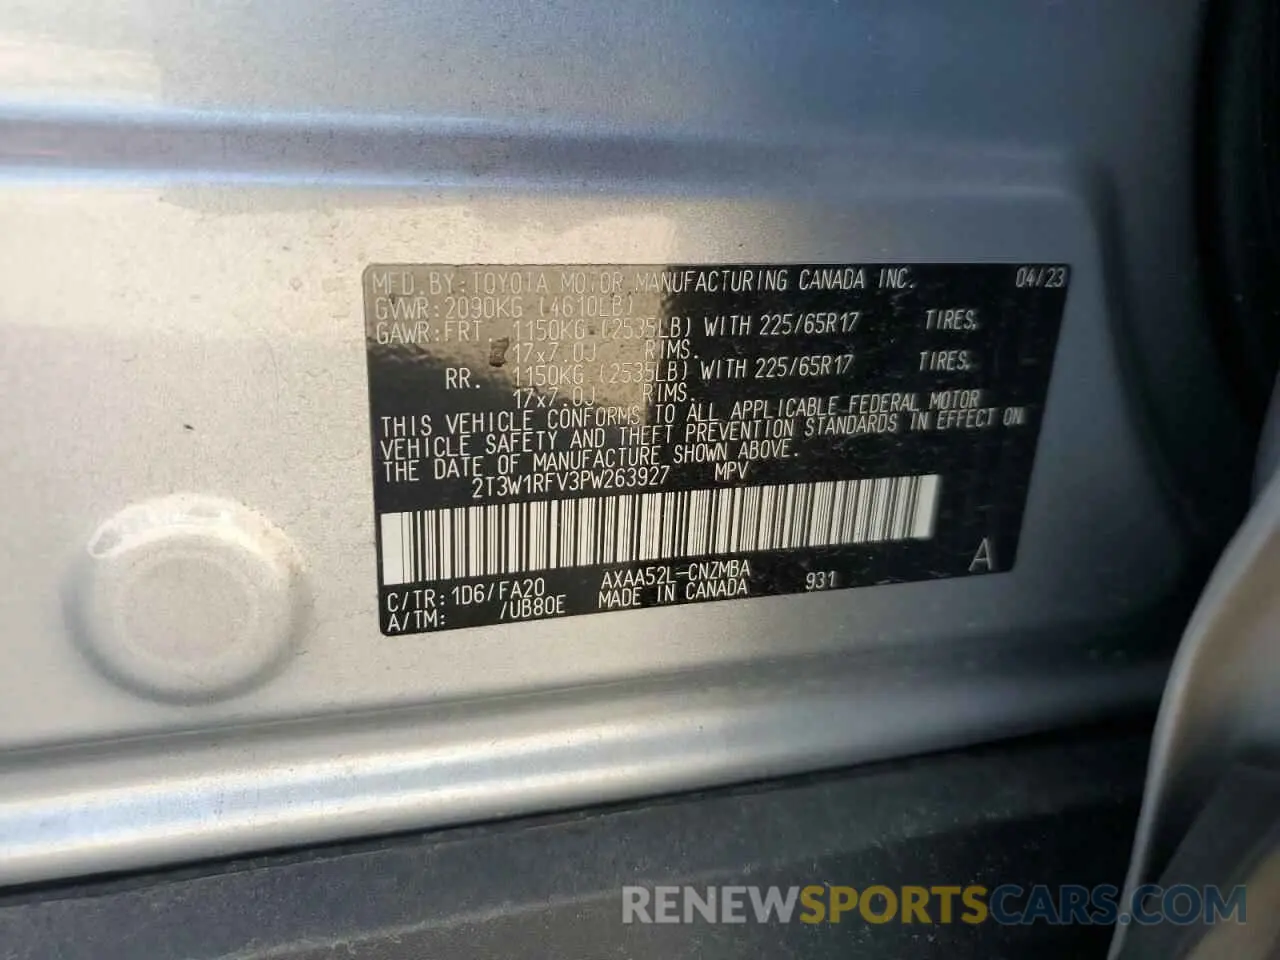 MFD.BY:TOYOTA MOTOR MANUFACTURING CANADA INC. 04/23
GVWR:2090KG (4610LB)
GAWR:FRT. 1150KG (2535LB) WITH 225/65R17 TIRES,
17x7.0J RIMS.
RR. 1150KG (2535LB) WITH 225/65R17 TIRES,
17x7.0J RIMS.
THIS VEHICLE CONFORMS TO ALL APPLICABLE FEDERAL MOTOR
VEHICLE SAFETY AND THEFT PREVENTION STANDARDS IN EFFECT ON
THE DATE OF MANUFACTURE SHOWN ABOVE.
2T3W1RFV3PW263927 MPV
C/TR:1D6/FA20 AXAA52L-CNZMBA 931 A
A/TM: /UB80E MADE IN CANADA
RENEWSPORTSCARS.COM